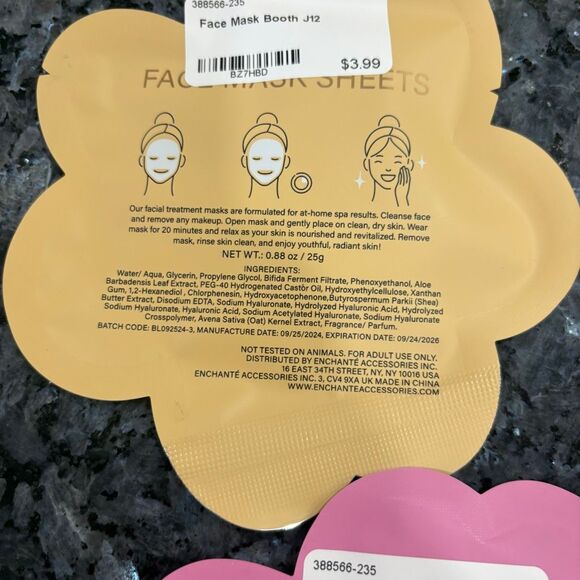 388566-235
Face Mask Booth J12
BZ7HBD
$3.99
FACE MASK SHEETS
Our facial treatment masks are formulated for at-home spa results. Cleanse face
and remove any makeup. Open mask and gently place on clean, dry skin. Wear
mask for 20 minutes and relax as your skin is nourished and revitalized. Remove
mask, rinse skin clean, and enjoy youthful, radiant skin!
NET WT.: 0.88 oz / 25g
INGREDIENTS:
Water/ Aqua, Glycerin, Propylene Glycol, Bifida Ferment Filtrate, Phenoxyethanol, Aloe
Barbadensis Leaf Extract, PEG-40 Hydrogenated Castor Oil, Hydroxyethylcellulose, Xanthan
Gum, 1,2-Hexanediol , Chlorphenesin, Hydroxyacetophenone,Butyrospermum Parkii (Shea)
Butter Extract, Disodium EDTA, Sodium Hyaluronate, Hydrolyzed Hyaluronic Acid, Hydrolyzed
Sodium Hyaluronate, Hyaluronic Acid, Sodium Acetylated Hyaluronate, Sodium Hyaluronate
Crosspolymer, Avena Sativa (Oat) Kernel Extract, Fragrance/ Parfum.
BATCH CODE: BL092524-3, MANUFACTURE DATE: 09/25/2024, EXPIRATION DATE: 09/24/2026
NOT TESTED ON ANIMALS. FOR ADULT USE ONLY.
DISTRIBUTED BY ENCHANTÉ ACCESSORIES INC.
16 EAST 34TH STREET, NY, NY 10016 USA
ENCHANTÉ ACCESSORIES INC. 3, CV4 9XA UK MADE IN CHINA
WWW.ENCHANTEACCESSORIES.COM
388566-235